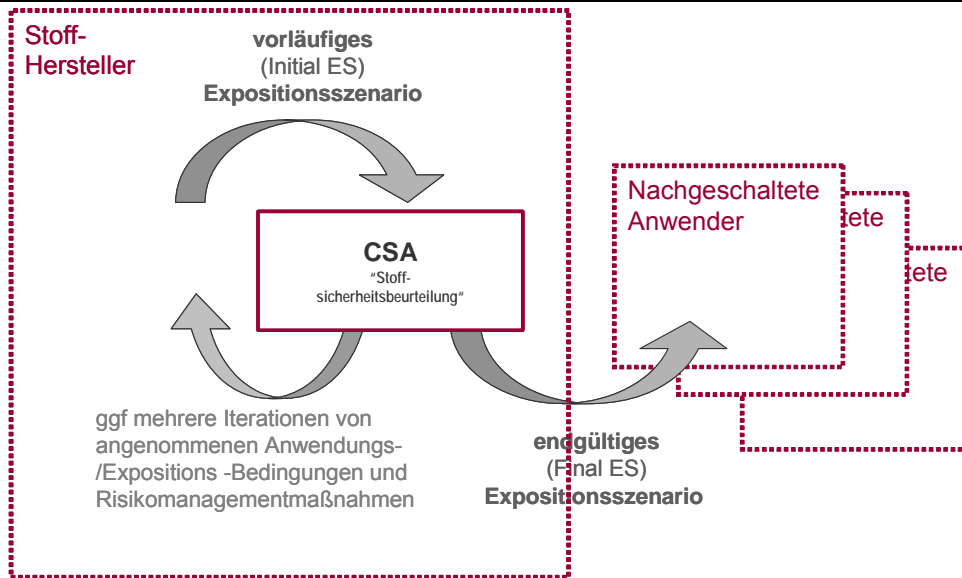 Stoff-
Hersteller
vorläufiges
(Initial ES)
Expositionsszenario
Nachgeschaltete
Anwender
tete
tete
CSA
"Stoff-
sicherheitsbeurteilung"
ggf mehrere Iterationen von
angenommenen Anwendungs-
/Expositions -Bedingungen und
Risikomanagementmaßnahmen
endgültiges
(Final ES)
Expositionsszenario